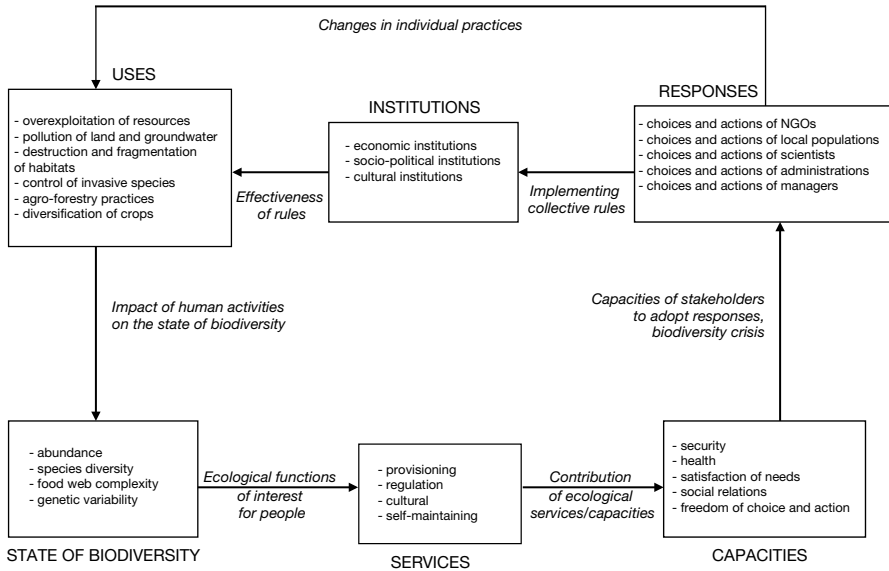 Changes in individual practices
USES
- overexploitation of resources
- pollution of land and groundwater
- destruction and fragmentation
of habitats
- control of invasive species
- agro-forestry practices
- diversification of crops
Effectiveness
of rules
INSTITUTIONS
- economic institutions
- socio-political institutions
- cultural institutions
Implementing
collective rules
RESPONSES
- choices and actions of NGOs
- choices and actions of local populations
- choices and actions of scientists
- choices and actions of administrations
- choices and actions of managers
Impact of human activities
on the state of biodiversity
Capacities of stakeholders
to adopt responses,
biodiversity crisis
- abundance
- species diversity
- food web complexity
- genetic variability
STATE OF BIODIVERSITY
Ecological functions
of interest
for people
- provisioning
- regulation
- cultural
- self-maintaining
SERVICES
Contribution
of ecological
services/capacities
- security
- health
- satisfaction of needs
- social relations
- freedom of choice and action
CAPACITIES